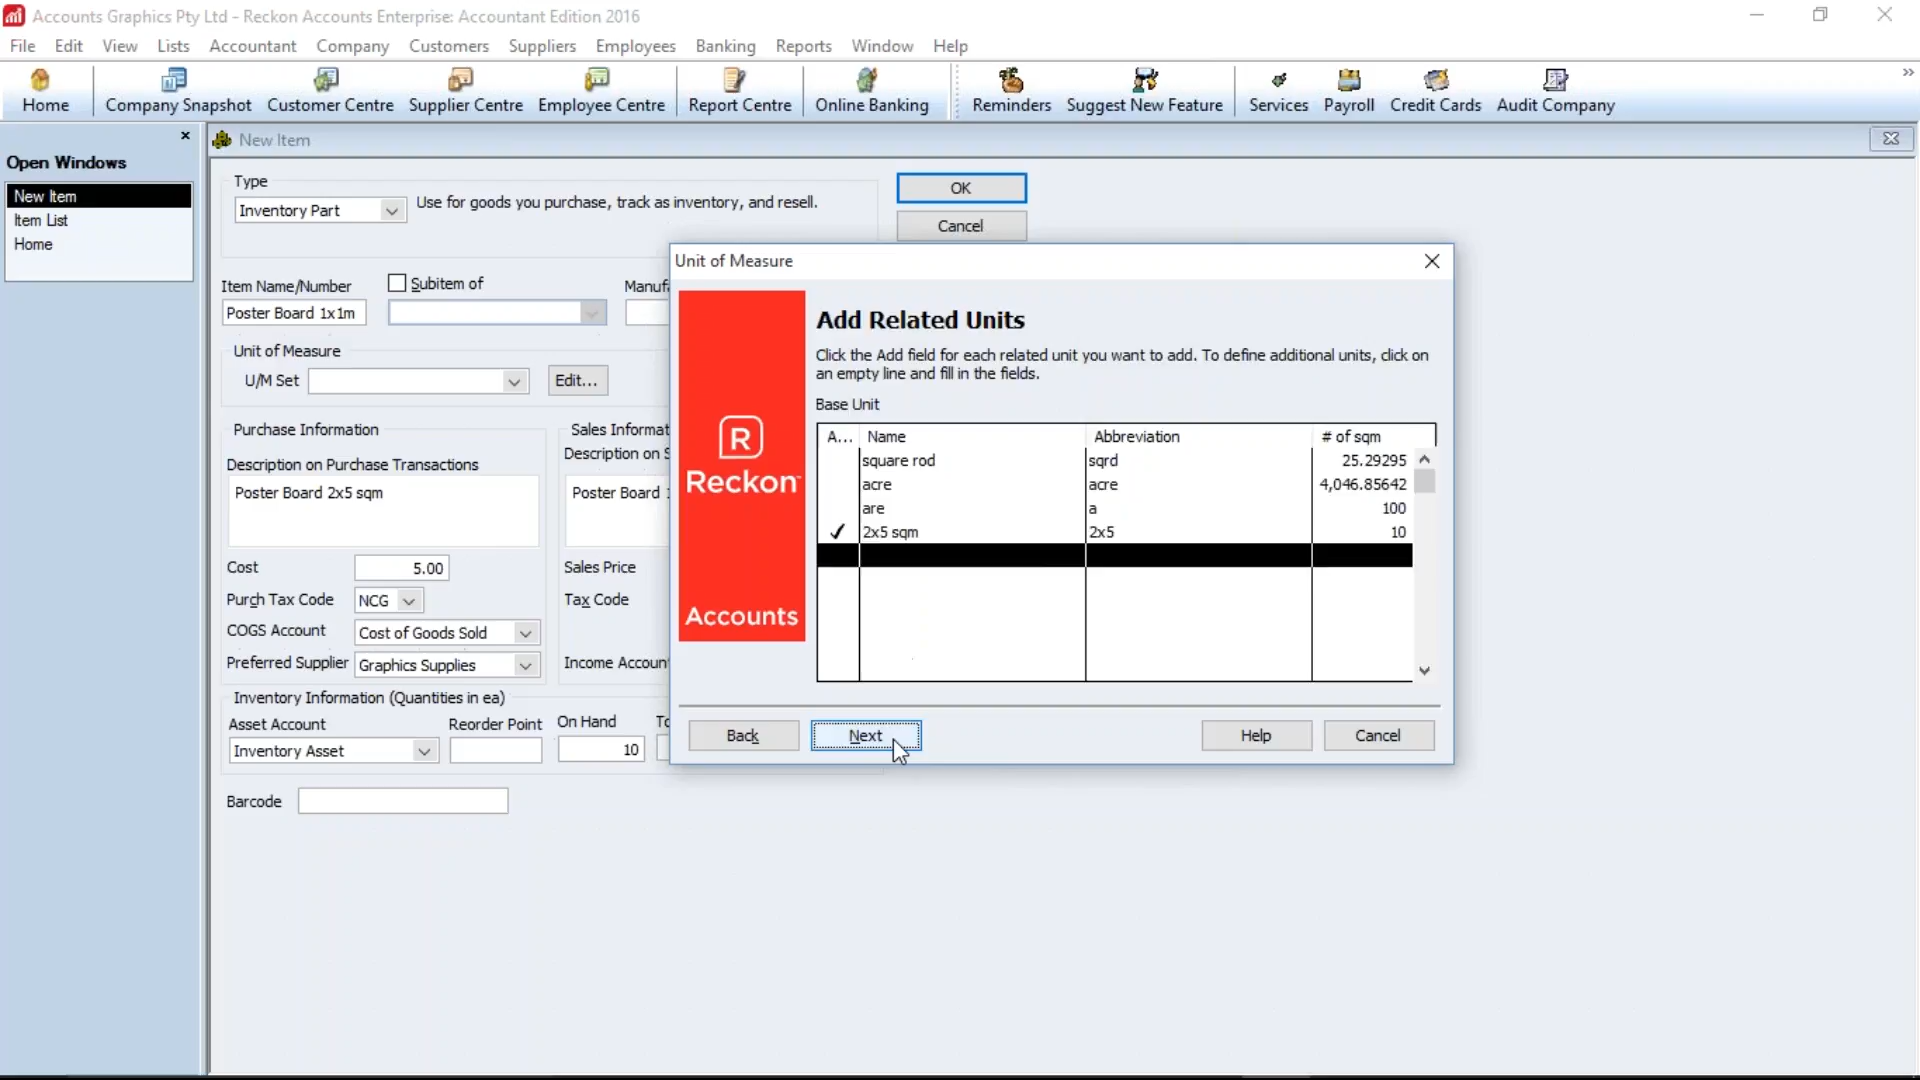 Accounts Graphics Pty Ltd - Reckon Accounts Enterprise: Accountant Edition 2016
File Edit View Lists Accountant Company Customers Suppliers Employees Banking Reports Window Help
Home Company Snapshot Customer Centre Supplier Centre Employee Centre Report Centre Online Banking Reminders Suggest New Feature Services Payroll Credit Cards Audit Company
Open Windows
New Item
Item List
Home
New Item
Type
Inventory Part
Use for goods you purchase, track as inventory, and resell.
OK
Cancel
Item Name/Number
Subitem of
Manufa
Poster Board 1x1m
Unit of Measure
U/M Set
Edit...
Purchase Information
Description on Purchase Transactions
Poster Board 2x5 sqm
Cost 5.00
Purch Tax Code NCG
COGS Account Cost of Goods Sold
Preferred Supplier Graphics Supplies
Sales Informat
Description on S
Poster Board
Sales Price
Tax Code
Income Accoun
Inventory Information (Quantities in ea)
Asset Account Reorder Point On Hand To
Inventory Asset 10
Barcode
Unit of Measure
R
Reckon
Accounts
Add Related Units
Click the Add field for each related unit you want to add. To define additional units, click on
an empty line and fill in the fields.
Base Unit
A... Name Abbreviation # of sqm
square rod sqrd 25.29295
acre acre 4,046.85642
are a 100
✓ 2x5 sqm 2x5 10
Back Next Help Cancel